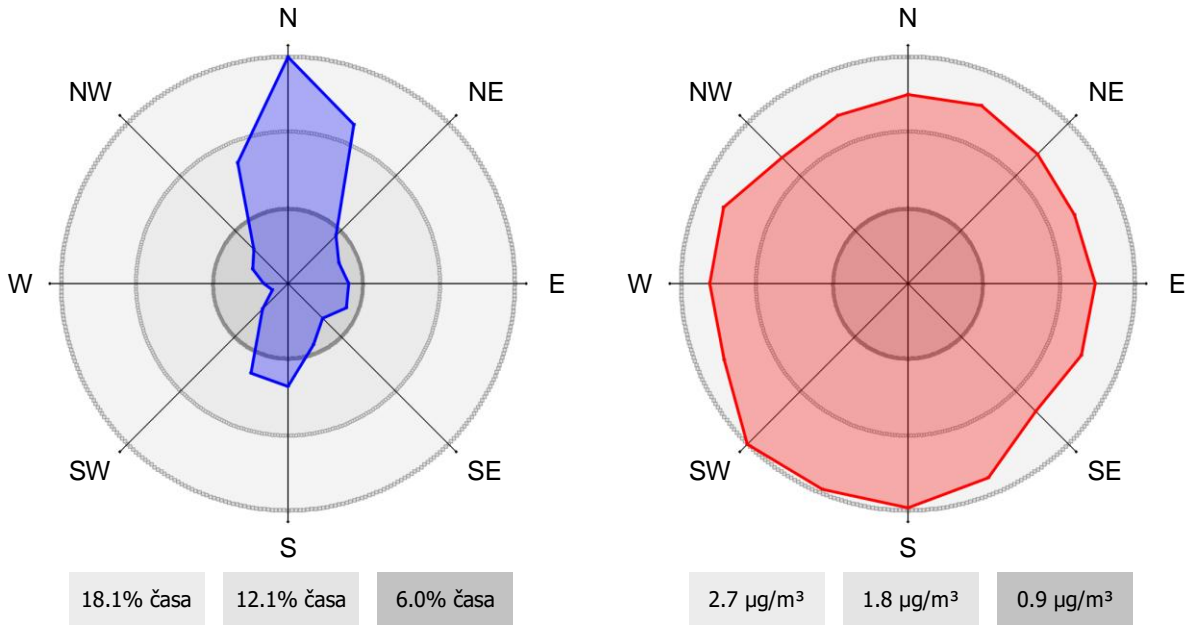 N
NW
NE
W
E
SW
SE
S
18.1% časa
12.1% časa
6.0% časa
N
NW
NE
W
E
SW
SE
S
2.7 µg/m³
1.8 µg/m³
0.9 µg/m³